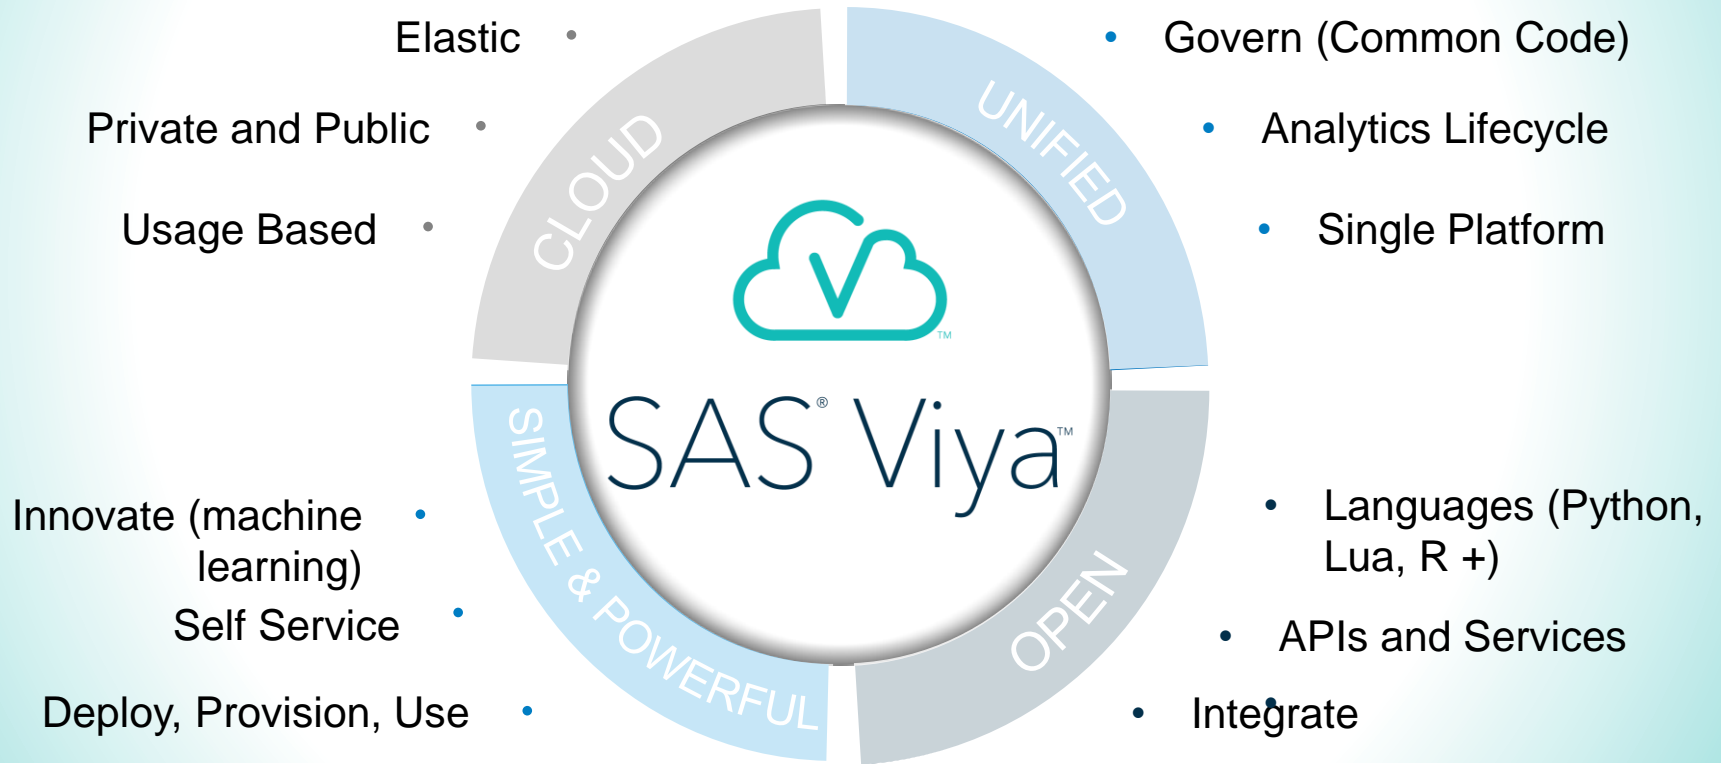 Elastic
Private and Public
Usage Based
CLOUD
UNIFIED
Govern (Common Code)
Analytics Lifecycle
Single Platform
TM
SAS® Viya™
SIMPLE & POWERFUL
Innovate (machine
learning)
Self Service
Deploy, Provision, Use
OPEN
Languages (Python,
Lua, R +)
APIs and Services
Integrate